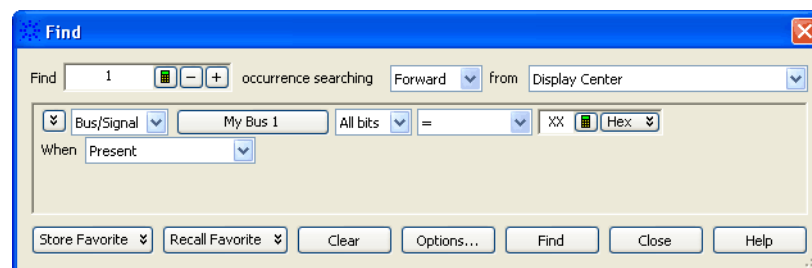 Find
Find 1 − + occurrence searching Forward from Display Center
Bus/Signal My Bus 1 All bits = XX Hex
When Present
Store Favorite Recall Favorite Clear Options... Find Close Help